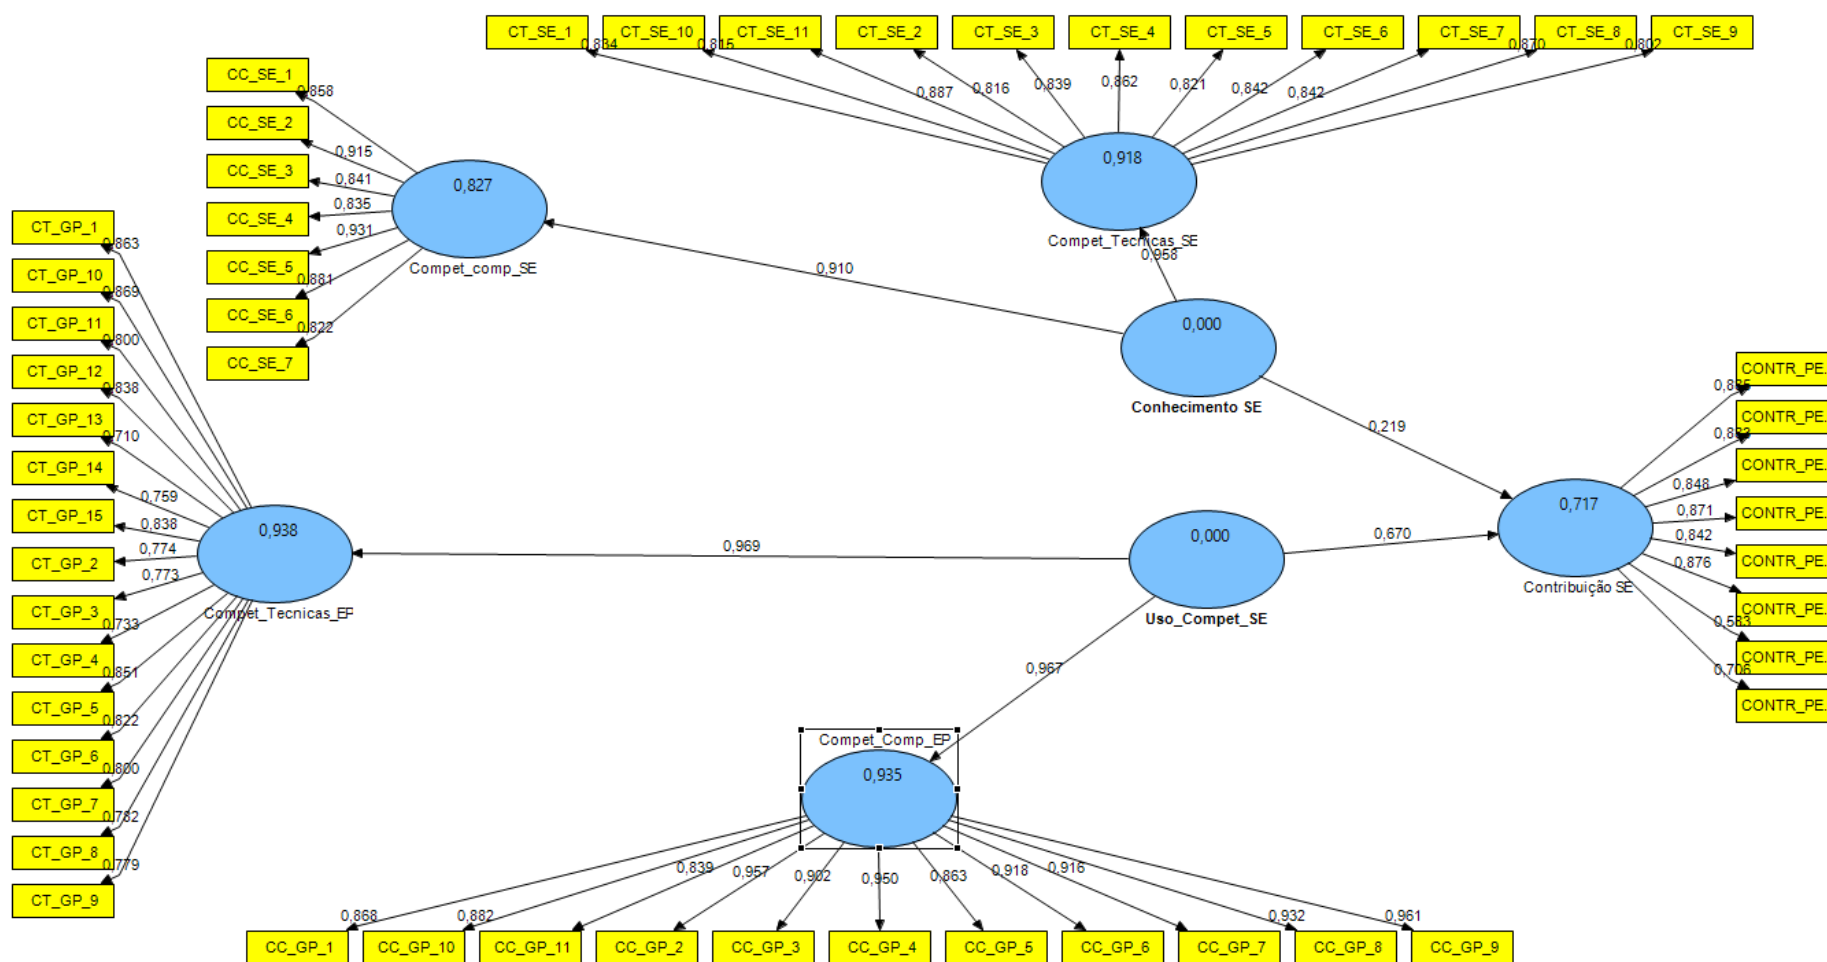 CT_SE_1
CT_SE_10
CT_SE_11
CT_SE_2
CT_SE_3
CT_SE_4
CT_SE_5
CT_SE_6
CT_SE_7
CT_SE_8
CT_SE_9
0,834
0,815
0,887
0,816
0,839
0,862
0,821
0,842
0,842
0,870
0,802
0,918
Compet_Tecnicas_SE
0,958
CC_SE_1
CC_SE_2
CC_SE_3
CC_SE_4
CC_SE_5
CC_SE_6
CC_SE_7
0,858
0,915
0,841
0,835
0,931
0,881
0,822
0,827
Compet_comp_SE
0,910
0,000
Conhecimento SE
0,219
CT_GP_1
CT_GP_10
CT_GP_11
CT_GP_12
CT_GP_13
CT_GP_14
CT_GP_15
CT_GP_2
CT_GP_3
CT_GP_4
CT_GP_5
CT_GP_6
CT_GP_7
CT_GP_8
CT_GP_9
0,863
0,869
0,800
0,838
0,710
0,759
0,838
0,774
0,773
0,733
0,851
0,822
0,800
0,782
0,779
0,938
Compet_Tecnicas_EP
0,969
0,000
Uso_Compet_SE
0,670
0,967
0,717
Contribuição SE
0,848
0,871
0,842
0,876
0,706
CONTR_PE.
CONTR_PE.
CONTR_PE.
CONTR_PE.
CONTR_PE.
CONTR_PE.
CONTR_PE.
CONTR_PE.
Compet_Comp_EP
0,935
0,868
0,882
0,839
0,957
0,902
0,950
0,863
0,918
0,916
0,932
0,961
CC_GP_1
CC_GP_10
CC_GP_11
CC_GP_2
CC_GP_3
CC_GP_4
CC_GP_5
CC_GP_6
CC_GP_7
CC_GP_8
CC_GP_9